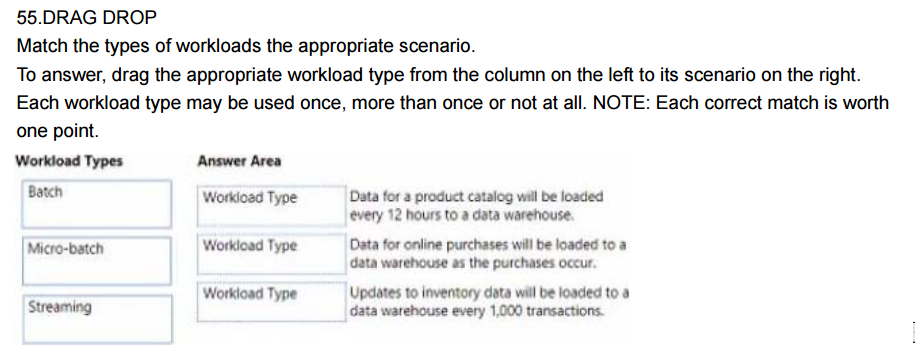 55.DRAG DROP
Match the types of workloads the appropriate scenario.
To answer, drag the appropriate workload type from the column on the left to its scenario on the right.
Each workload type may be used once, more than once or not at all. NOTE: Each correct match is worth
one point.
Workload Types
Answer Area
Batch
Micro-batch
Streaming
Workload Type
Data for a product catalog will be loaded
every 12 hours to a data warehouse.
Workload Type
Data for online purchases will be loaded to a
data warehouse as the purchases occur.
Workload Type
Updates to inventory data will be loaded to a
data warehouse every 1,000 transactions.